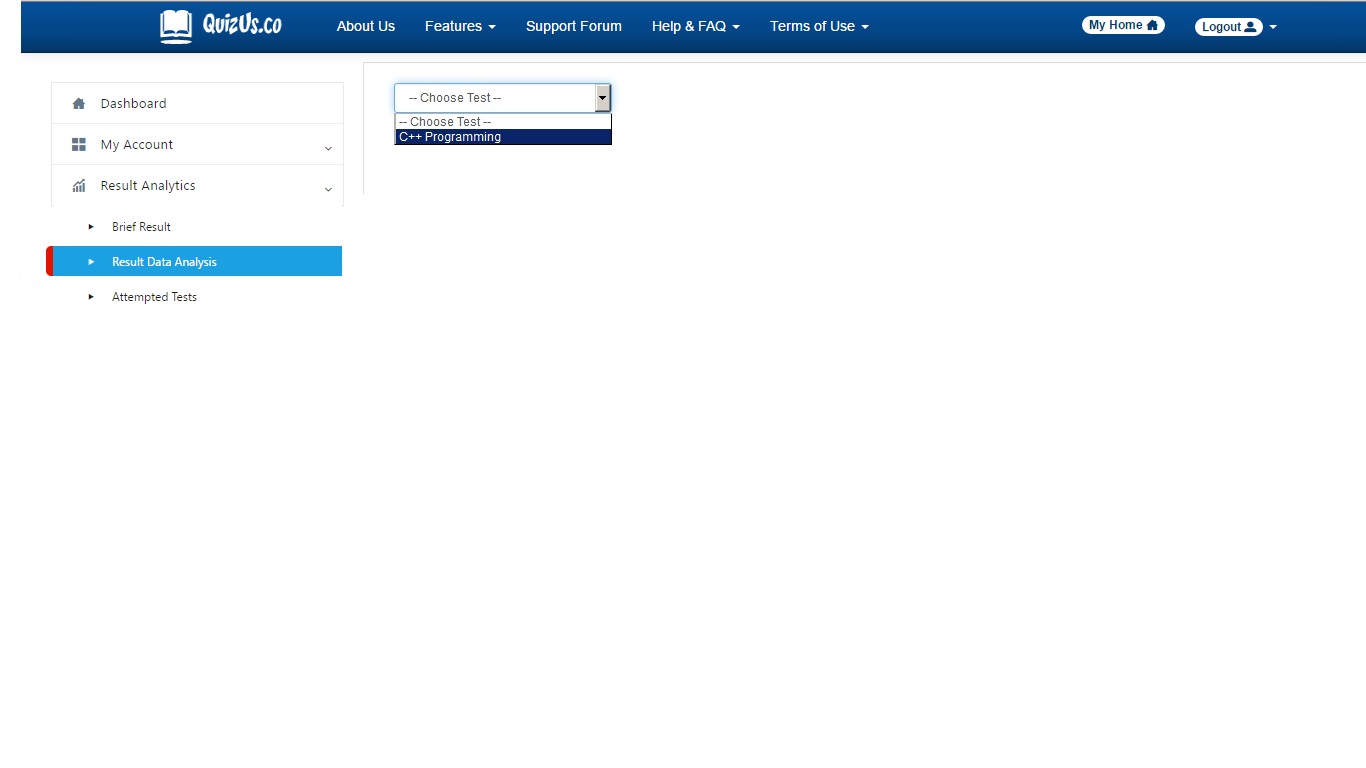 QuizUs.co
About Us Features Support Forum Help & FAQ Terms of Use My Home Logout
Dashboard
My Account
Result Analytics
Brief Result
Result Data Analysis
Attempted Tests
-- Choose Test --
-- Choose Test --
C++ Programming